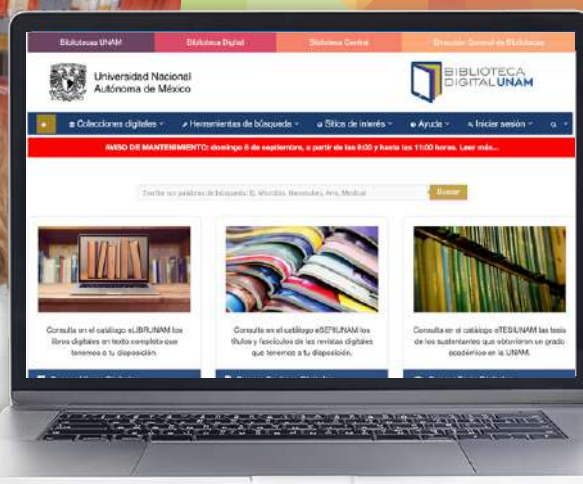 Bibliotecas UNAM
Biblioteca Digital
Biblioteca Central
Dirección General de Bibliotecas
Universidad Nacional
Autónoma de México
BIBLIOTECA
DIGITAL UNAM
Colecciones digitales
Herramientas de búsqueda
Sitios de interés
Ayuda
Iniciar sesión
AVISO DE MANTENIMIENTO: domingo 8 de septiembre, a partir de las 9:00 y hasta las 11:00 horas. Leer más...
Buscar
Consulta en el catálogo eLIBRUNAM los
libros digitales en texto completo que
tenemos a tu disposición.
Consulta en el catálogo eSERIUNAM los
títulos y fascículos de las revistas digitales
que tenemos a tu disposición.
Consulta en el catálogo eTESIUNAM las tesis
de los sustentantes que obtuvieron un grado
académico en la UNAM.